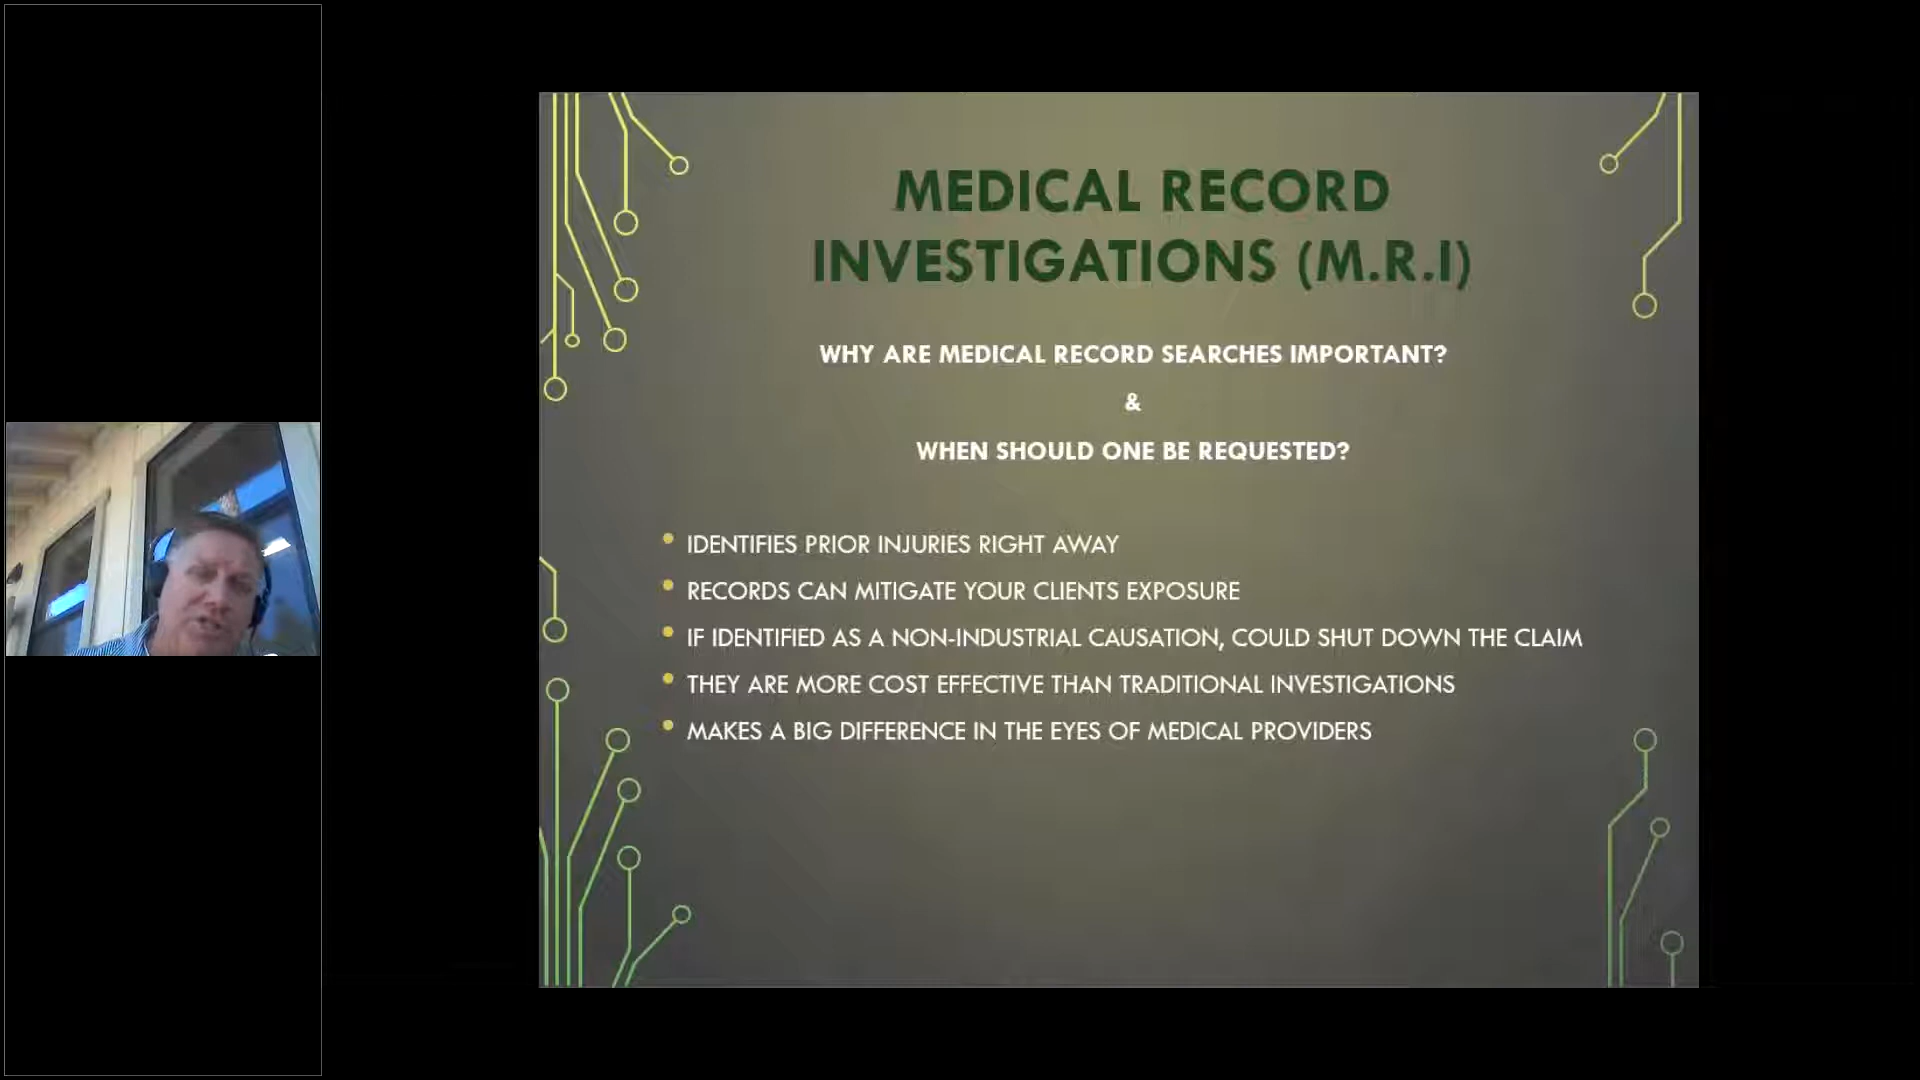 MEDICAL RECORD
INVESTIGATIONS (M.R.I)
WHY ARE MEDICAL RECORD SEARCHES IMPORTANT?
&
WHEN SHOULD ONE BE REQUESTED?
IDENTIFIES PRIOR INJURIES RIGHT AWAY
RECORDS CAN MITIGATE YOUR CLIENTS EXPOSURE
IF IDENTIFIED AS A NON-INDUSTRIAL CAUSATION, COULD SHUT DOWN THE CLAIM
THEY ARE MORE COST EFFECTIVE THAN TRADITIONAL INVESTIGATIONS
MAKES A BIG DIFFERENCE IN THE EYES OF MEDICAL PROVIDERS